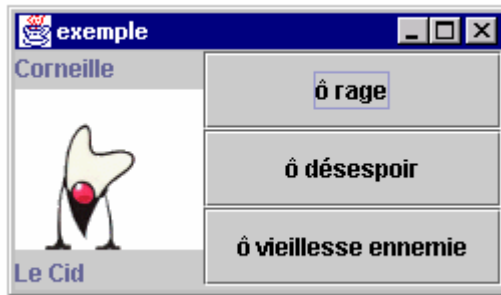 exemple
Corneille
ô rage
ô désespoir
ô vieillesse ennemie
Le Cid